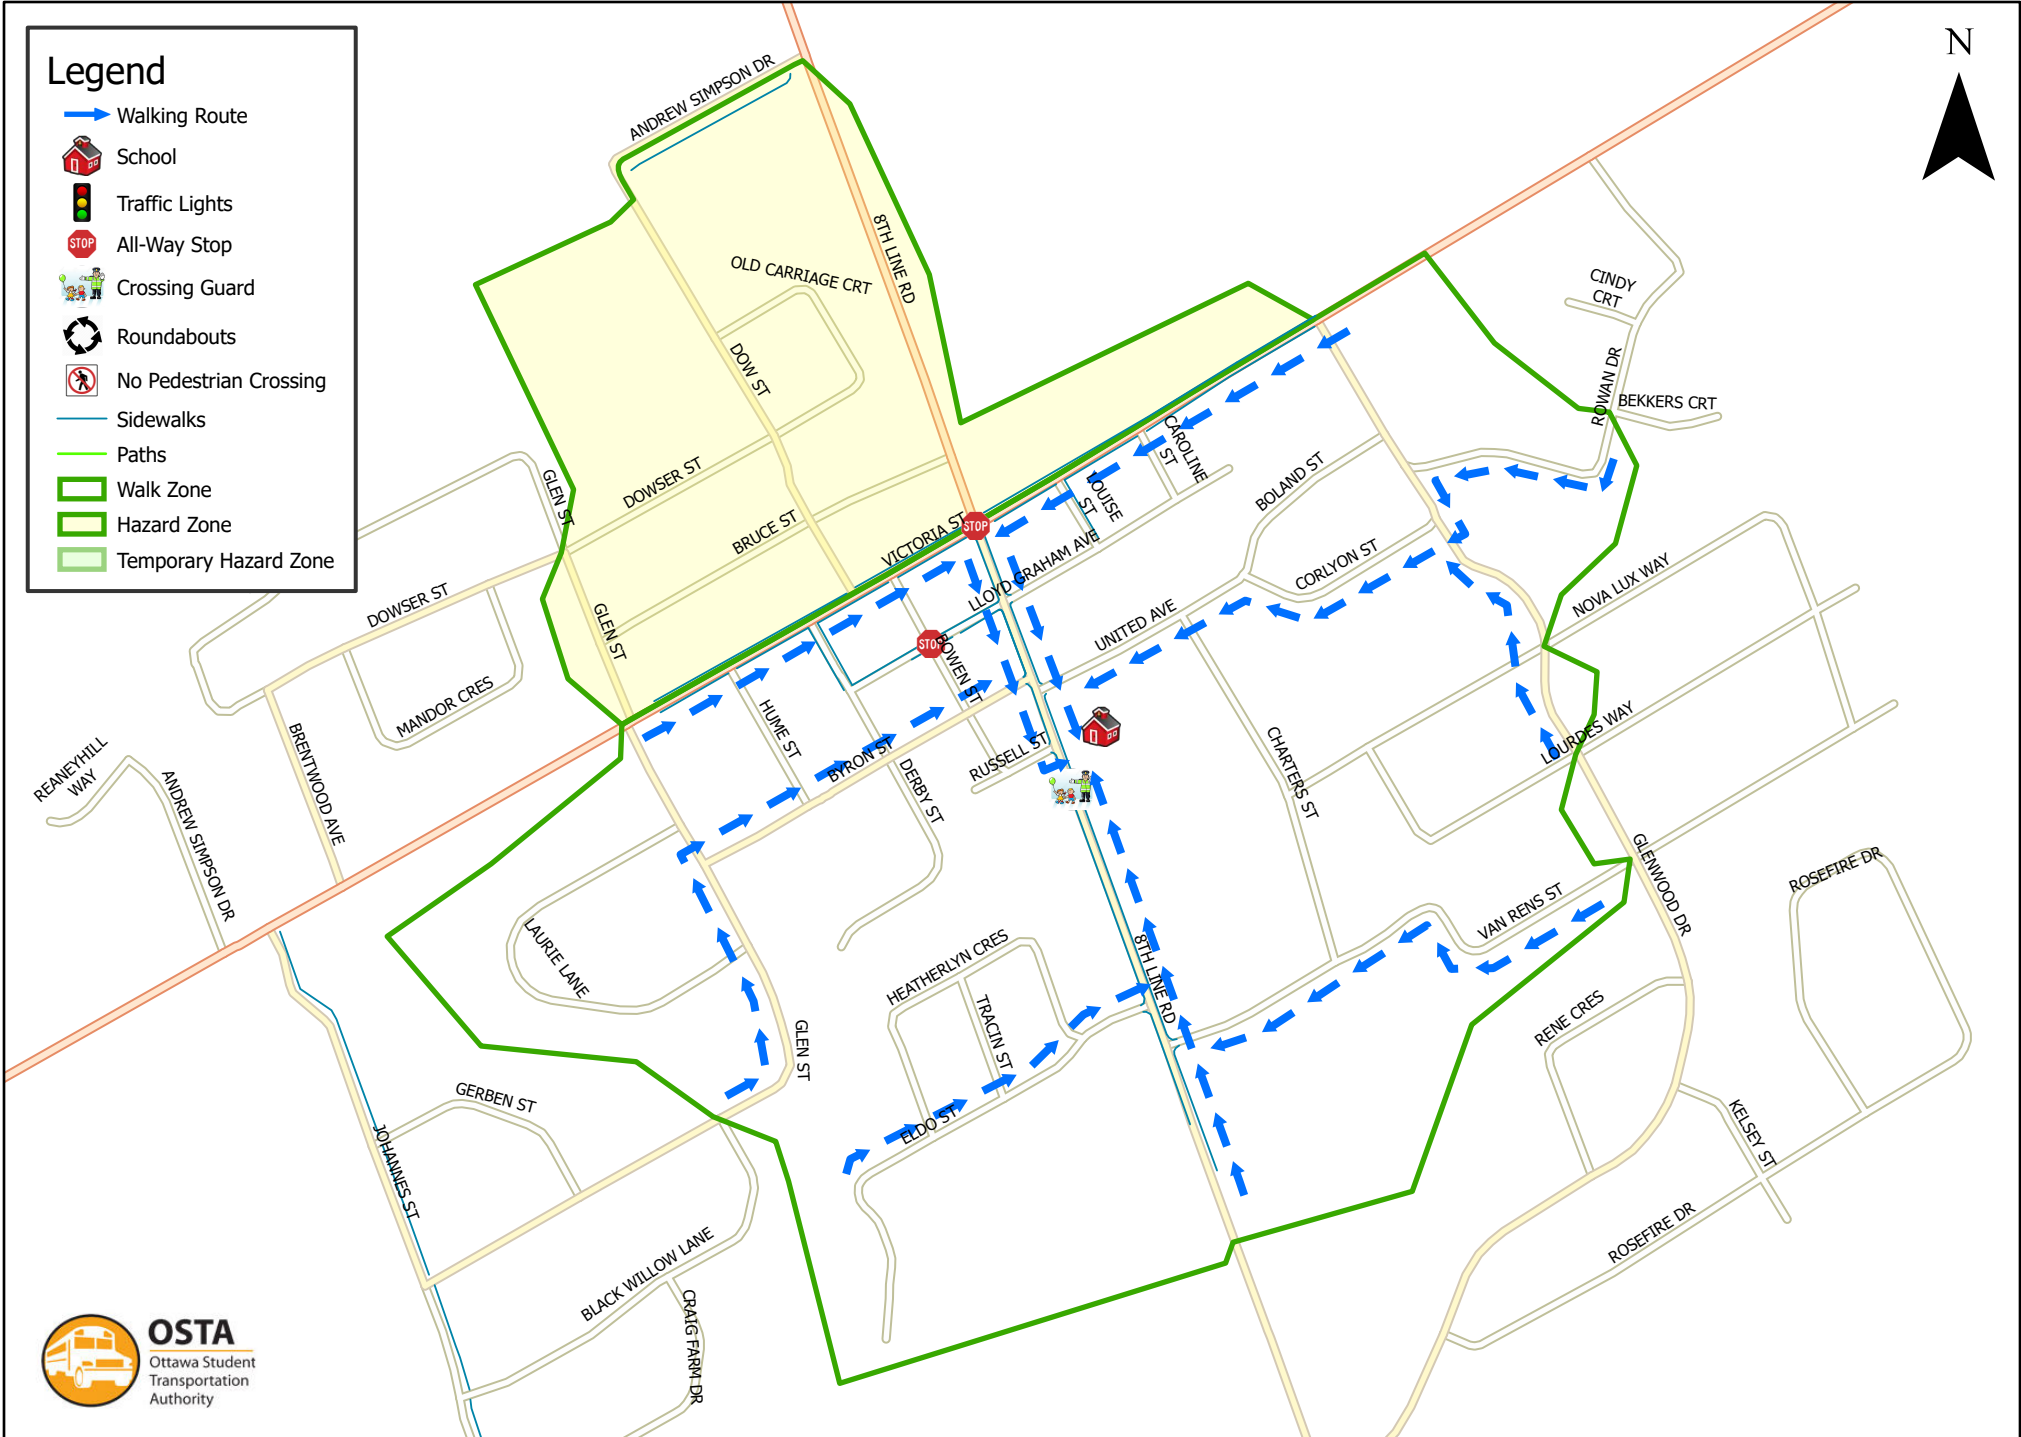 Legend
Walking Route
School
Traffic Lights
STOP
All-Way Stop
Crossing Guard
Roundabouts
No Pedestrian Crossing
Sidewalks
Paths
Walk Zone
Hazard Zone
Temporary Hazard Zone
N
ANDREW SIMPSON DR
8TH LINE RD
OLD CARRIAGE CRT
DOW ST
CINDY
CRT
ROWAN DR
BEKKERS CRT
GLEN ST
DOWSER ST
BRUCE ST
VICTORIA ST
STOP
CAROLINE
ST
LOUISE
ST
BOLAND ST
LLOYD GRAHAM AVE
CORLYON ST
NOVA LUX WAY
DOWSER ST
GLEN ST
STOP
BOWEN ST
UNITED AVE
MANDOR CRES
HUME ST
BYRON ST
DERBY ST
RUSSELL ST
CHARTERS ST
LOURDES WAY
REANEYHILL
WAY
BRENTWOOD AVE
ANDREW SIMPSON DR
GLENWOOD DR
ROSEFIRE DR
LAURIE LANE
HEATHERLYN CRES
8TH LINE RD
VAN RENS ST
TRACIN ST
GLEN ST
RENE CRES
GERBEN ST
ELDO ST
KELSEY ST
JOHANNES ST
BLACK WILLOW LANE
ROSEFIRE DR
CRAIG FARM DR
OSTA
Ottawa Student
Transportation
Authority